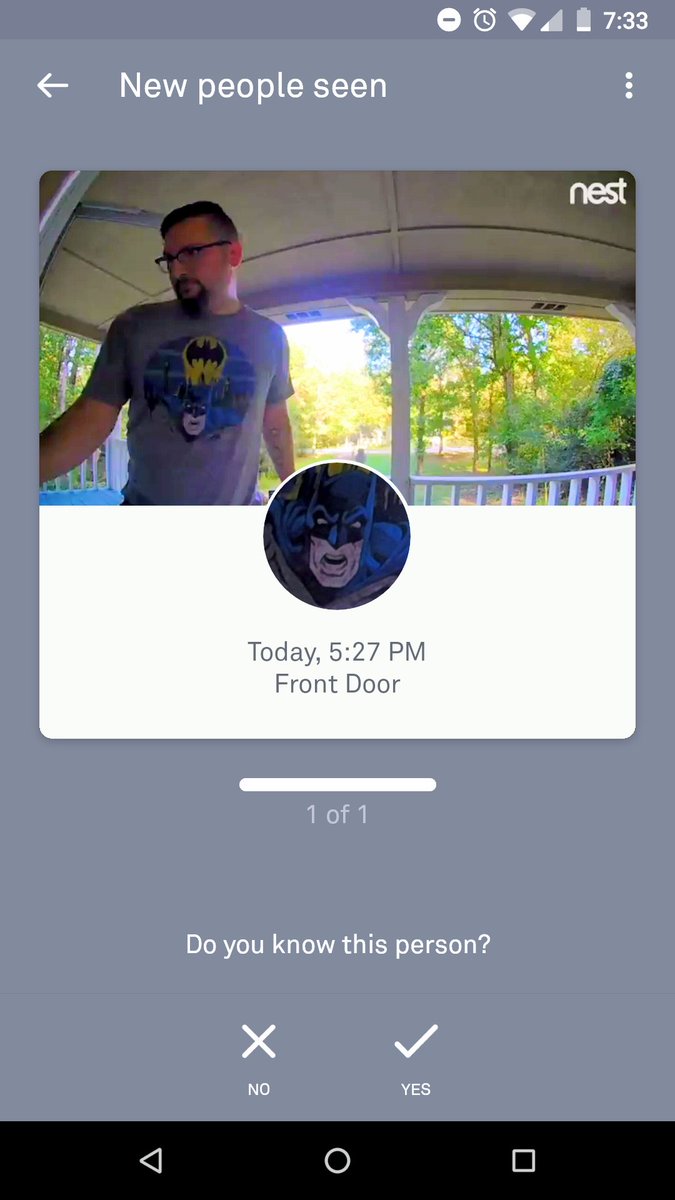 7:33
New people seen
nest
Today, 5:27 PM
Front Door
1 of 1
Do you know this person?
NO
YES